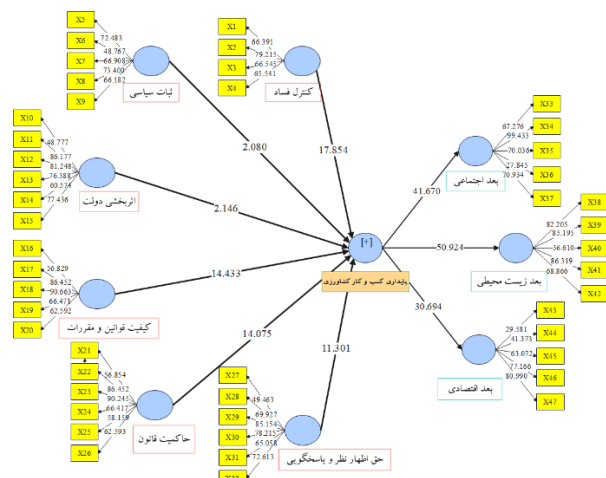 X5
X6
X7
X8
X9
72.483
48.767
66.908
75.400
66.182
ثبات سیاسی
X1
X2
X3
X4
66.391
79.215
66.545
65.541
کنترل فساد
X10
X11
X12
X13
X14
X15
48.777
86.177
81.248
76.588
60.574
77.436
اثربخشی دولت
X16
X17
X18
X19
X20
56.829
86.452
90.663
66.471
62.592
کیفیت قوانین و مقررات
X21
X22
X23
X24
X25
X26
56.854
86.452
90.245
66.417
58.159
62.593
حاکمیت قانون
X27
X28
X29
X30
X31
49.463
69.927
85.154
78.215
65.058
72.613
حق اظهار نظر و پاسخگویی
2.080
17.854
2.146
14.433
14.075
11.301
[+]
پایداری کسب و کار کشاورزی
41.670
50.924
30.694
X33
X34
X35
X36
X37
67.276
99.433
70.036
27.845
70.934
بعد اجتماعی
X38
X39
X40
X41
X42
82.205
85.195
56.610
86.319
68.866
بعد زیست محیطی
X43
X44
X45
X46
X47
29.581
41.373
63.072
77.166
80.990
بعد اقتصادی